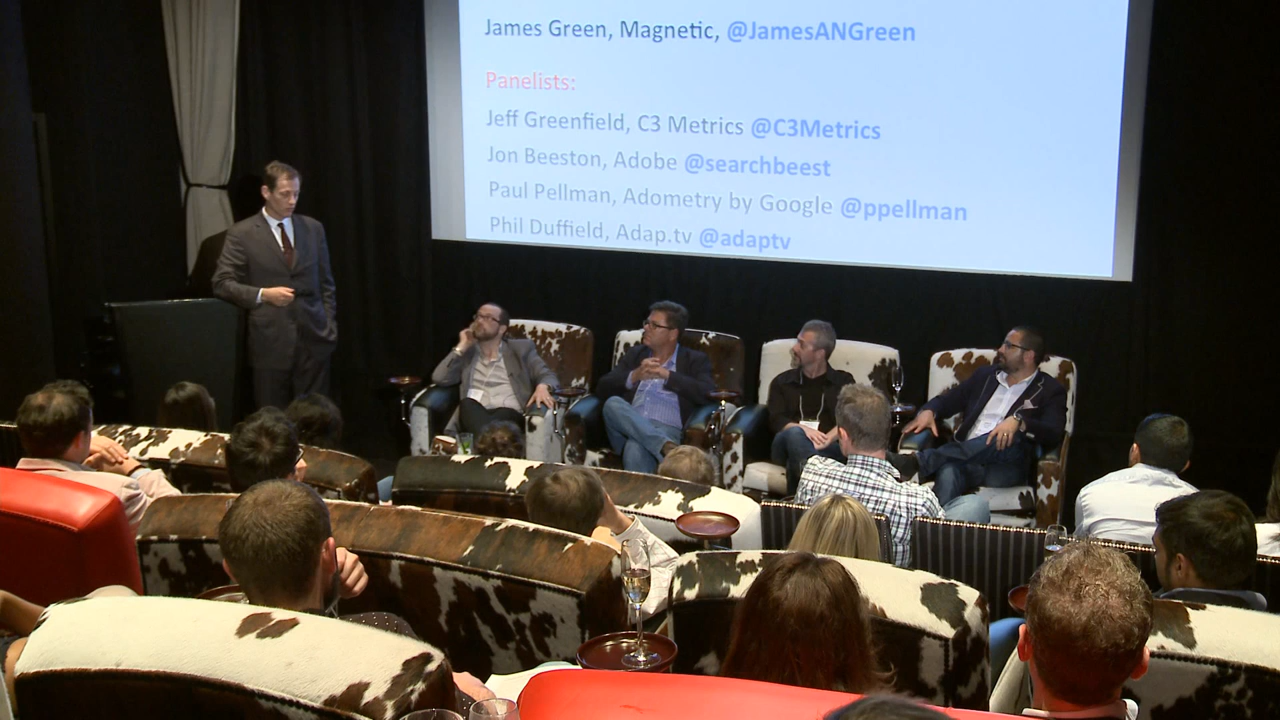 James Green, Magnetic, @JamesANGreen
Panelists:
Jeff Greenfield, C3 Metrics @C3Metrics
Jon Beeston, Adobe @searchbeest
Paul Pellman, Adometry by Google @ppellman
Phil Duffield, Adap.tv @adaptv